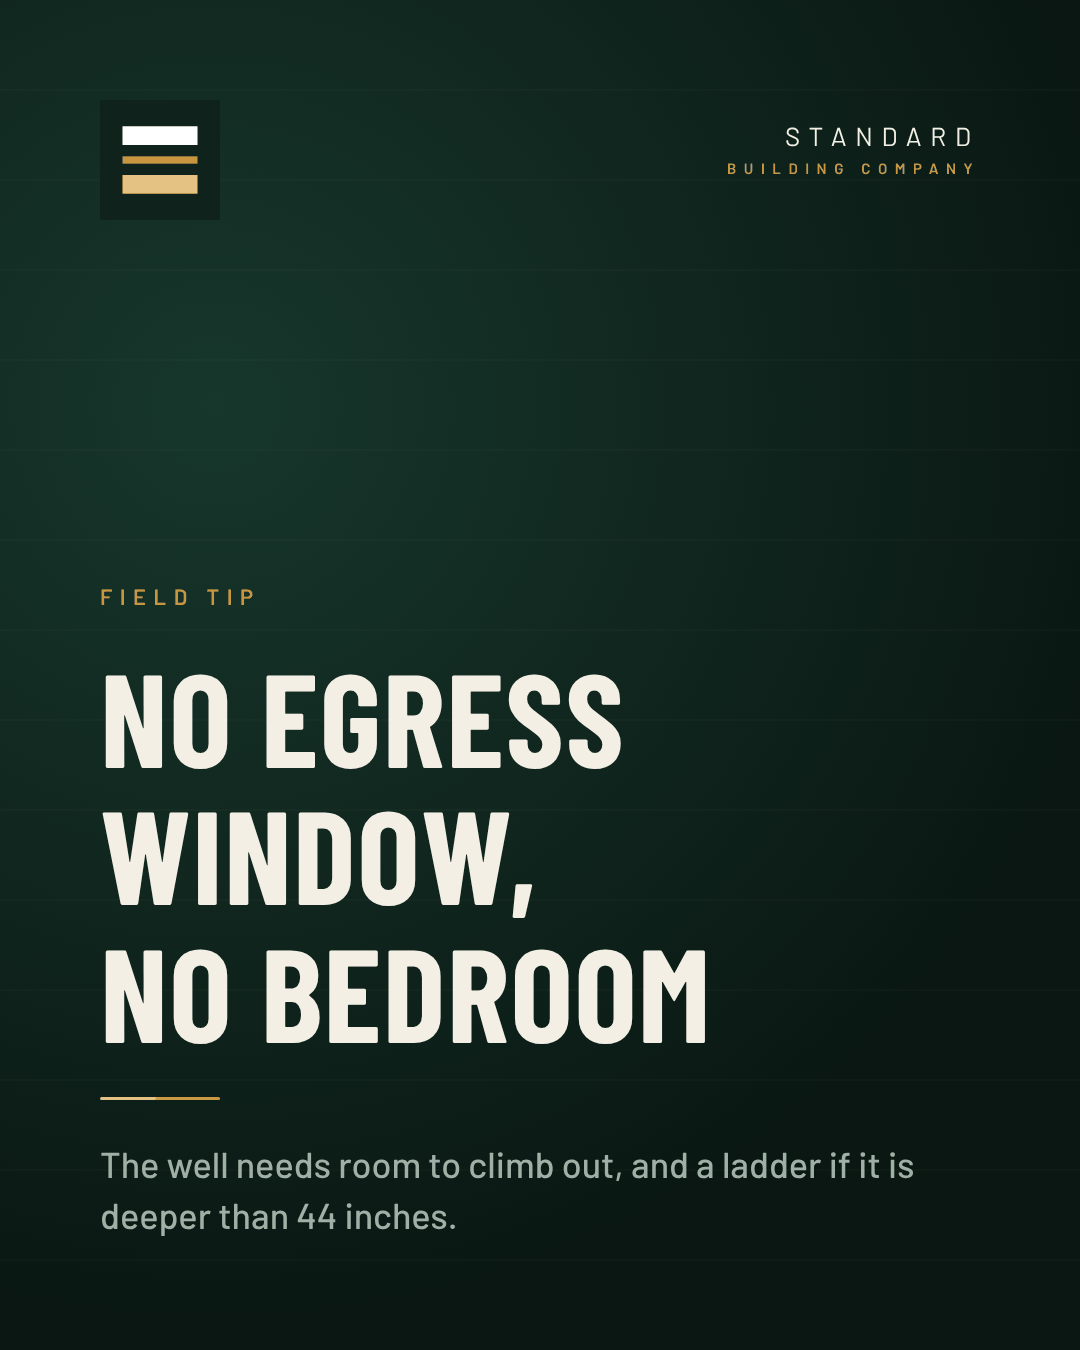 STANDARD
BUILDING COMPANY
FIELD TIP
NO EGRESS
WINDOW,
NO BEDROOM
The well needs room to climb out, and a ladder if it is
deeper than 44 inches.